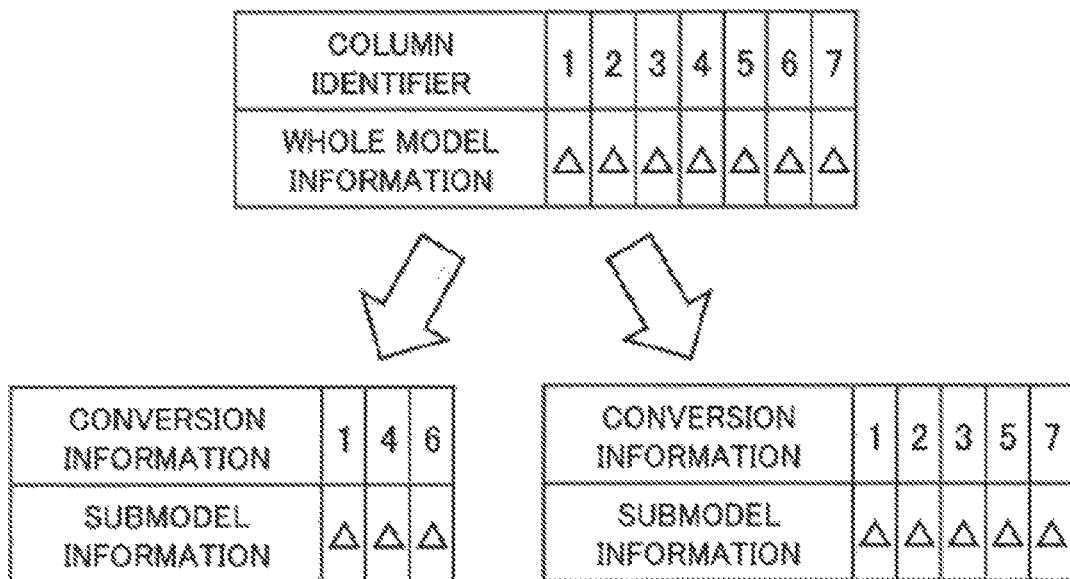 COLUMN
IDENTIFIER
1 2 3 4 5 6 7
WHOLE MODEL
INFORMATION
△ △ △ △ △ △ △
CONVERSION
INFORMATION
1 4 6
SUBMODEL
INFORMATION
△ △ △
CONVERSION
INFORMATION
1 2 3 5 7
SUBMODEL
INFORMATION
△ △ △ △ △